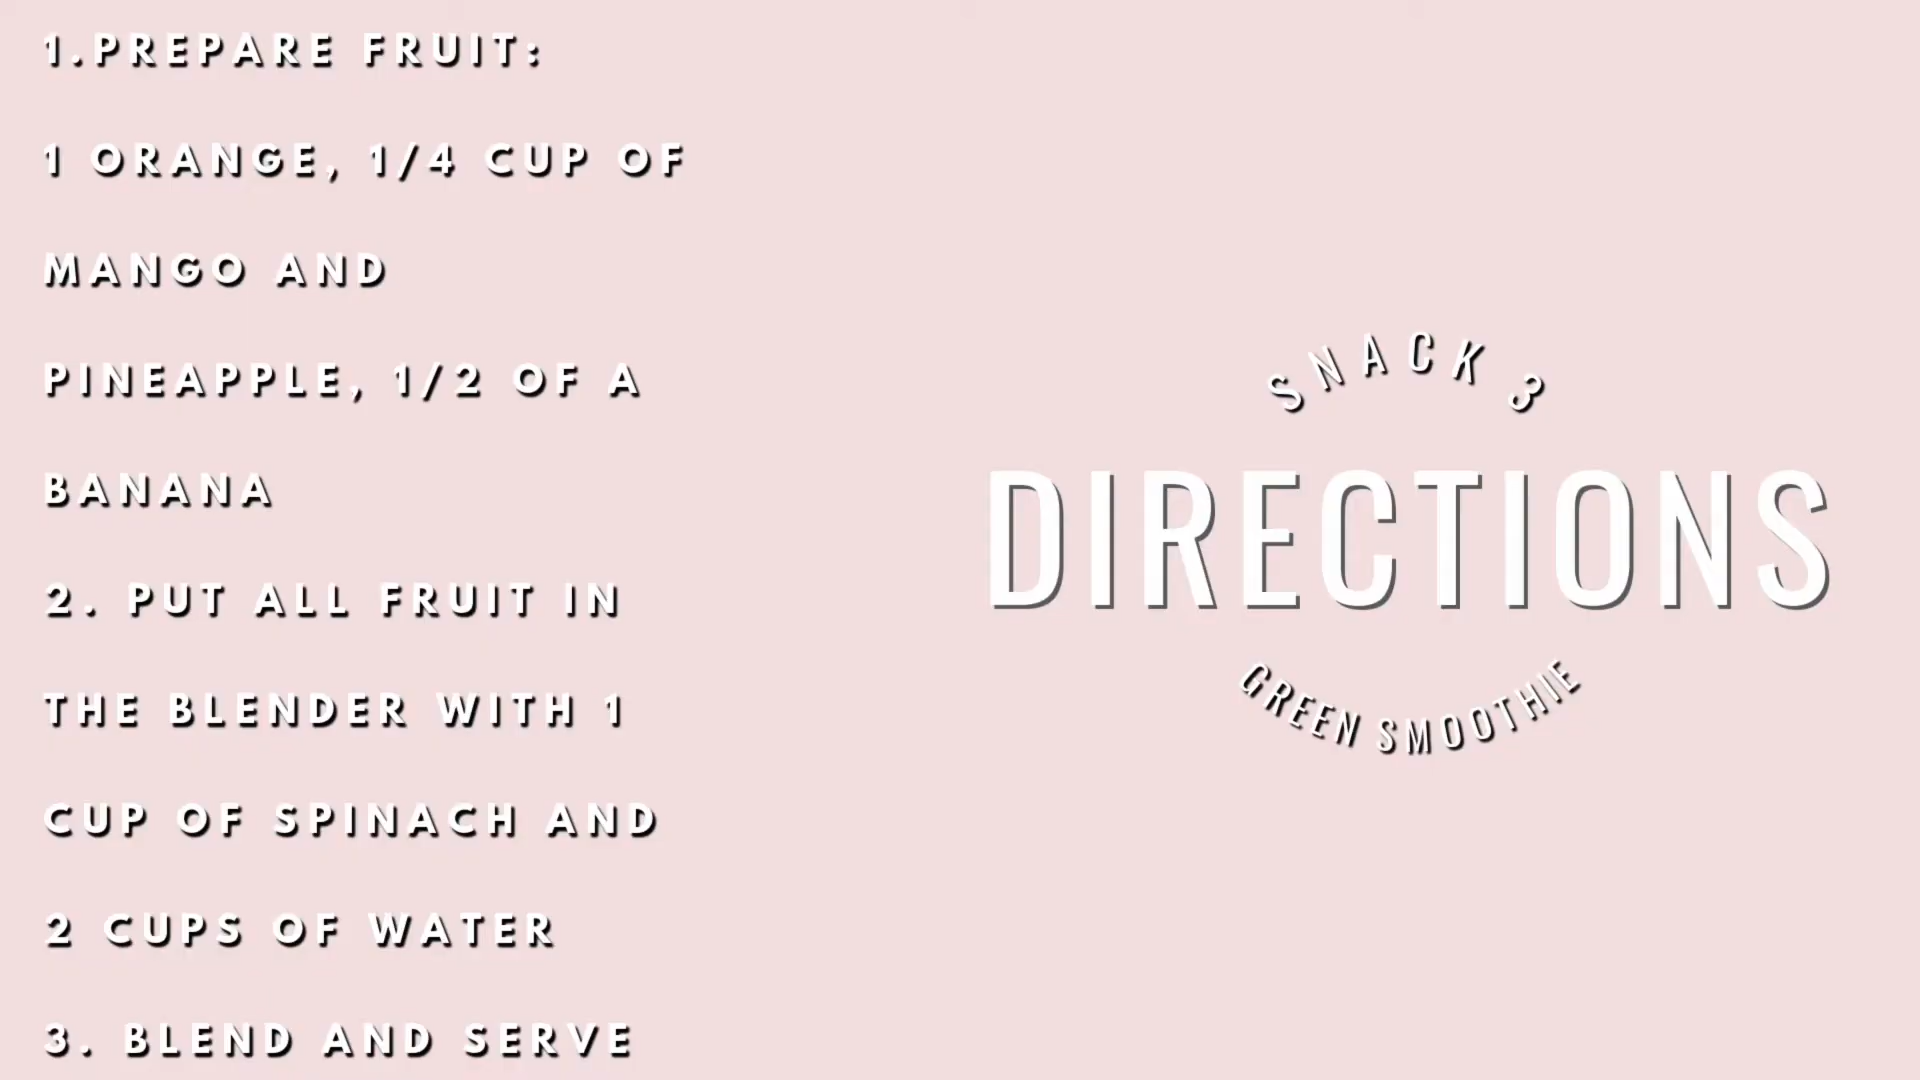 1.PREPARE FRUIT:
1 ORANGE, 1/4 CUP OF
MANGO AND
PINEAPPLE, 1/2 OF A
BANANA
2. PUT ALL FRUIT IN
THE BLENDER WITH 1
CUP OF SPINACH AND
2 CUPS OF WATER
3. BLEND AND SERVE
SNACK 3
DIRECTIONS
GREEN SMOOTHIE